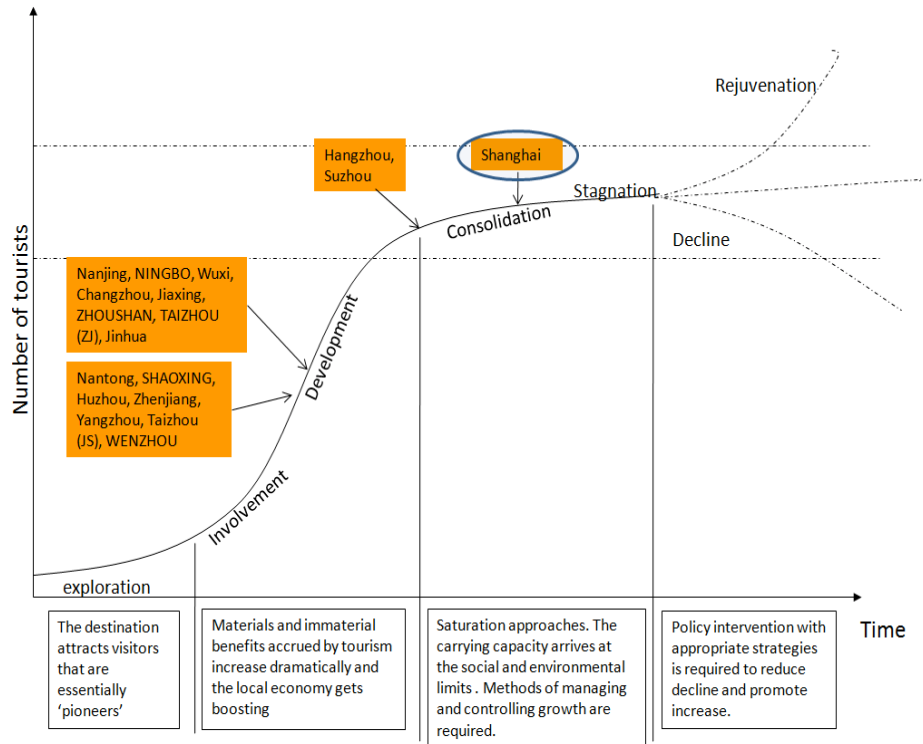 Rejuvenation
Hangzhou,
Suzhou
Shanghai
Stagnation
Consolidation
Decline
Number of tourists
Nanjing, NINGBO, Wuxi,
Changzhou, Jiaxing,
ZHOUSHAN, TAIZHOU
(ZJ), Jinhua
Development
Nantong, SHAOXING,
Huzhou, Zhenjiang,
Yangzhou, Taizhou
(JS), WENZHOU
Involvement
exploration
Time
The destination
attracts visitors
that are
essentially
‘pioneers’
Materials and immaterial
benefits accrued by tourism
increase dramatically and
the local economy gets
boosting
Saturation approaches. The
carrying capacity arrives at
the social and environmental
limits . Methods of managing
and controlling growth are
required.
Policy intervention with
appropriate strategies
is required to reduce
decline and promote
increase.